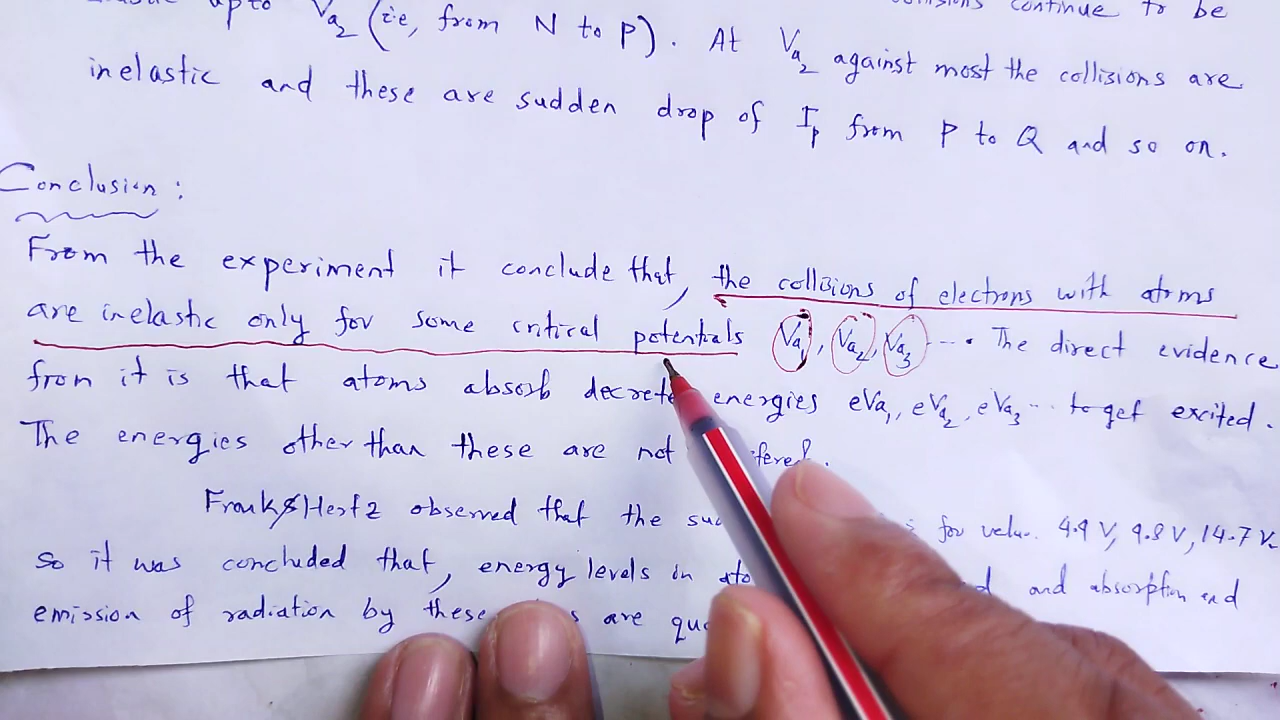 upto Va2 (ie, from N to P). At Va2 against most the collisions are
continue to be
inelastic and these are sudden drop of Ip from P to Q and so on.
Conclusion :
From the experiment it conclude that, the collisions of electrons with atoms
are inelastic only for some critical potentials Va1, Va2, Va3 --- . The direct evidence
from it is that atoms absorb decrete energies eVa1, eVa2, eVa3 --- to get excited.
The energies other than these are not
Frank & Hertz observed that the for value. 4.9 V, 9.8 V, 14.7 V
so it was concluded that, energy levels in and absorption and
emission of radiation by these are